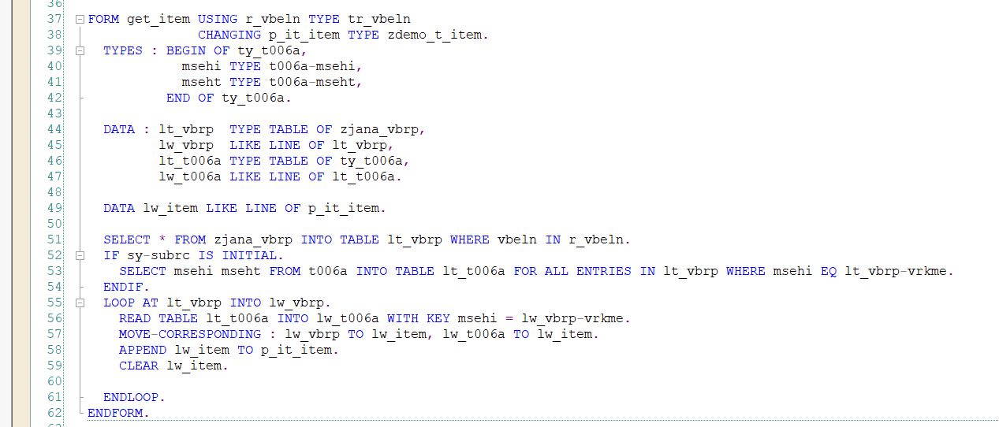 36
37 FORM get_item USING r_vbeln TYPE tr_vbeln
38 CHANGING p_it_item TYPE zdemo_t_item.
39 TYPES : BEGIN OF ty_t006a,
40 msehi TYPE t006a-msehi,
41 mseht TYPE t006a-mseht,
42 END OF ty_t006a.
43
44 DATA : lt_vbrp TYPE TABLE OF zjana_vbrp,
45 lw_vbrp LIKE LINE OF lt_vbrp,
46 lt_t006a TYPE TABLE OF ty_t006a,
47 lw_t006a LIKE LINE OF lt_t006a.
48
49 DATA lw_item LIKE LINE OF p_it_item.
50
51 SELECT * FROM zjana_vbrp INTO TABLE lt_vbrp WHERE vbeln IN r_vbeln.
52 IF sy-subrc IS INITIAL.
53 SELECT msehi mseht FROM t006a INTO TABLE lt_t006a FOR ALL ENTRIES IN lt_vbrp WHERE msehi EQ lt_vbrp-vrkme.
54 ENDIF.
55 LOOP AT lt_vbrp INTO lw_vbrp.
56 READ TABLE lt_t006a INTO lw_t006a WITH KEY msehi = lw_vbrp-vrkme.
57 MOVE-CORRESPONDING : lw_vbrp TO lw_item, lw_t006a TO lw_item.
58 APPEND lw_item TO p_it_item.
59 CLEAR lw_item.
60
61 ENDLOOP.
62 ENDFORM.